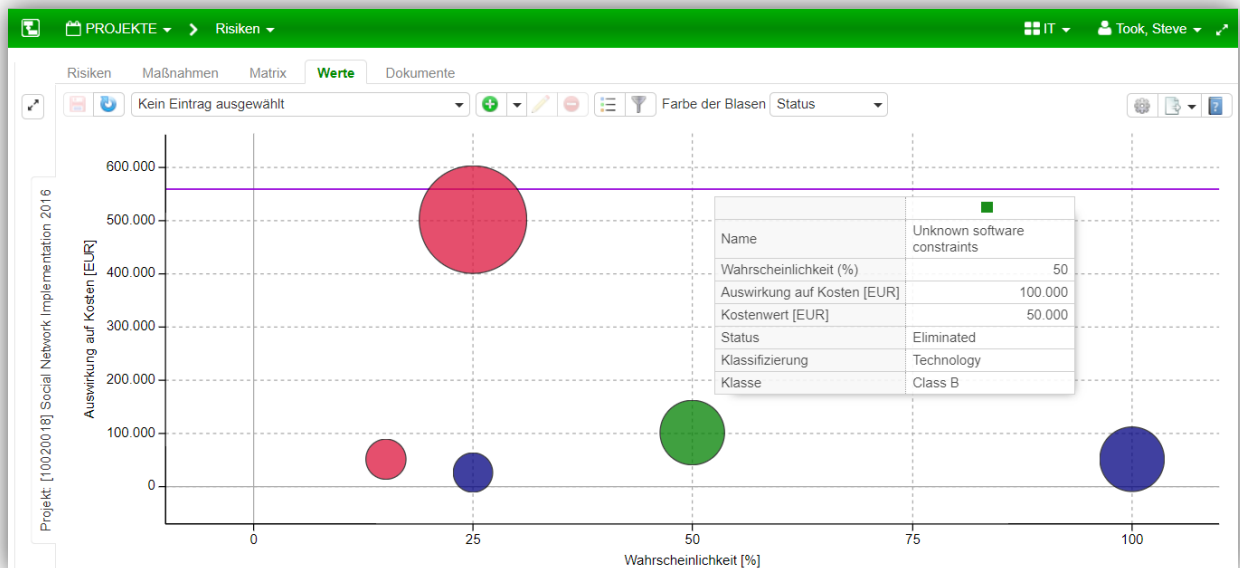 PROJEKTE Risiken IT Took, Steve
Risiken Maßnahmen Matrix Werte Dokumente
Kein Eintrag ausgewählt Farbe der Blasen Status
Projekt: [10020018] Social Network Implementation 2016
Auswirkung auf Kosten [EUR]
600.000
500.000
400.000
300.000
200.000
100.000
0
Name Unknown software
constraints
Wahrscheinlichkeit (%) 50
Auswirkung auf Kosten [EUR] 100.000
Kostenwert [EUR] 50.000
Status Eliminated
Klassifizierung Technology
Klasse Class B
0 25 50 75 100
Wahrscheinlichkeit [%]